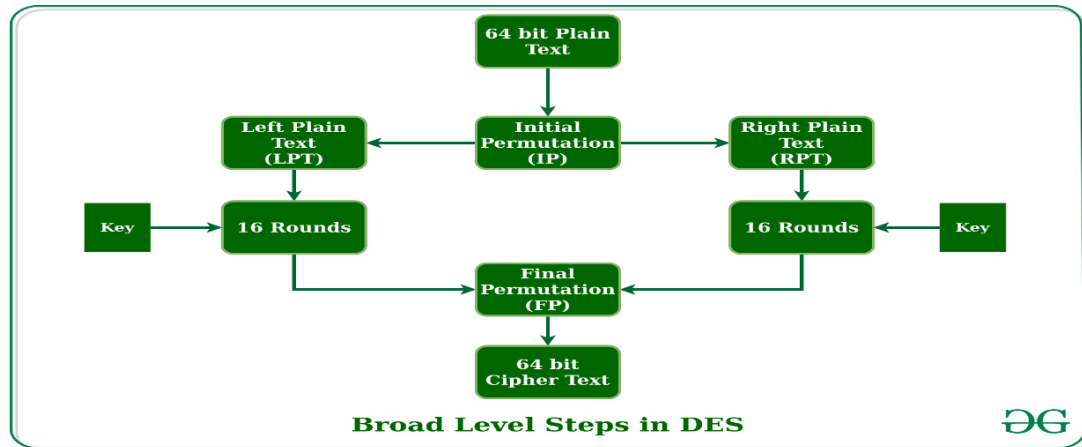 64 bit Plain
Text
Left Plain
Text
(LPT)
Initial
Permutation
(IP)
Right Plain
Text
(RPT)
Key
16 Rounds
16 Rounds
Key
Final
Permutation
(FP)
64 bit
Cipher Text
Broad Level Steps in DES